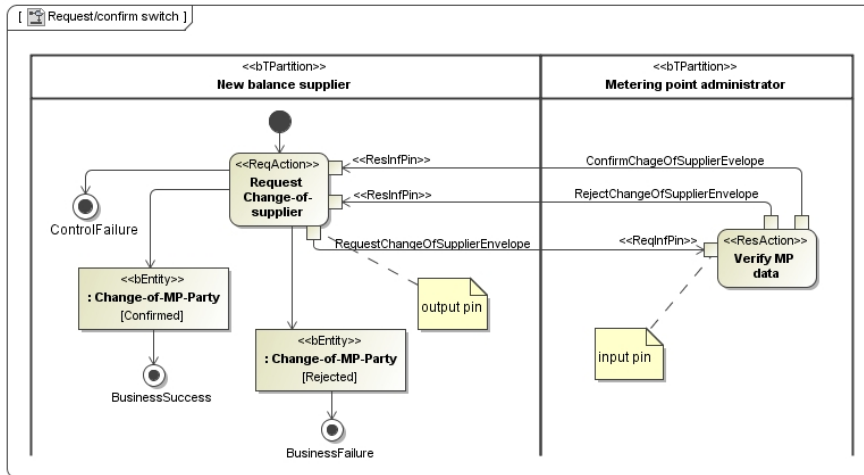 Request/confirm switch
<<bTPartition>>
New balance supplier
<<bTPartition>>
Metering point administrator
<<ReqAction>>
Request
Change-of-
supplier
<<ResInfPin>>
ConfirmChageOfSupplierEvelope
<<ResInfPin>>
RejectChangeOfSupplierEnvelope
ControlFailure
RequestChangeOfSupplierEnvelope
<<ReqInfPin>>
<<ResAction>>
Verify MP
data
<<bEntity>>
: Change-of-MP-Party
[Confirmed]
output pin
<<bEntity>>
: Change-of-MP-Party
[Rejected]
input pin
BusinessSuccess
BusinessFailure